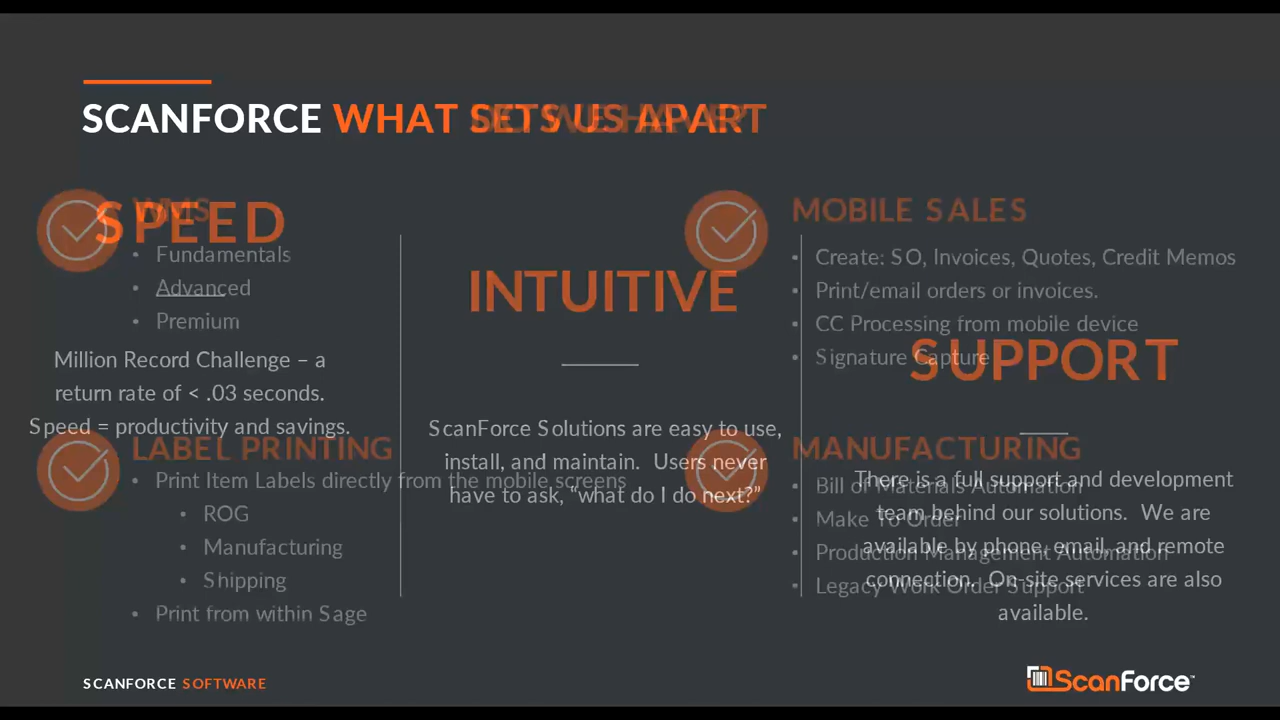 SCANFORCE WHAT SETS US APART
SPEED
Million Record Challenge – a
return rate of < .03 seconds.
Speed = productivity and savings.
INTUITIVE
ScanForce Solutions are easy to use,
install, and maintain. Users never
have to ask, “what do I do next?”
SUPPORT
There is a full support and development
team behind our solutions. We are
available by phone, email, and remote
connection. On-site services are also
available.
WMS
• Fundamentals
• Advanced
• Premium
LABEL PRINTING
• Print Item Labels directly from the mobile screens
• ROG
• Manufacturing
• Shipping
• Print from within Sage
MOBILE SALES
• Create: SO, Invoices, Quotes, Credit Memos
• Print/email orders or invoices.
• CC Processing from mobile device
• Signature Capture
MANUFACTURING
• Bill of Materials Automation
• Make To Order
• Production Management Automation
• Legacy Work Order Support
SCANFORCE SOFTWARE
ScanForce™